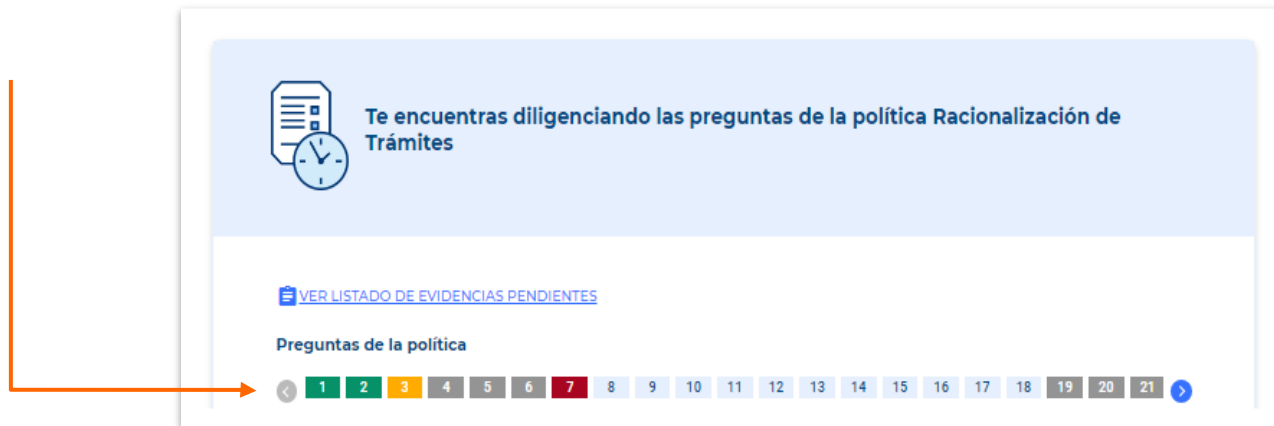 Te encuentras diligenciando las preguntas de la política Racionalización de
Trámites
VER LISTADO DE EVIDENCIAS PENDIENTES
Preguntas de la política
1 2 3 4 5 6 7 8 9 10 11 12 13 14 15 16 17 18 19 20 21